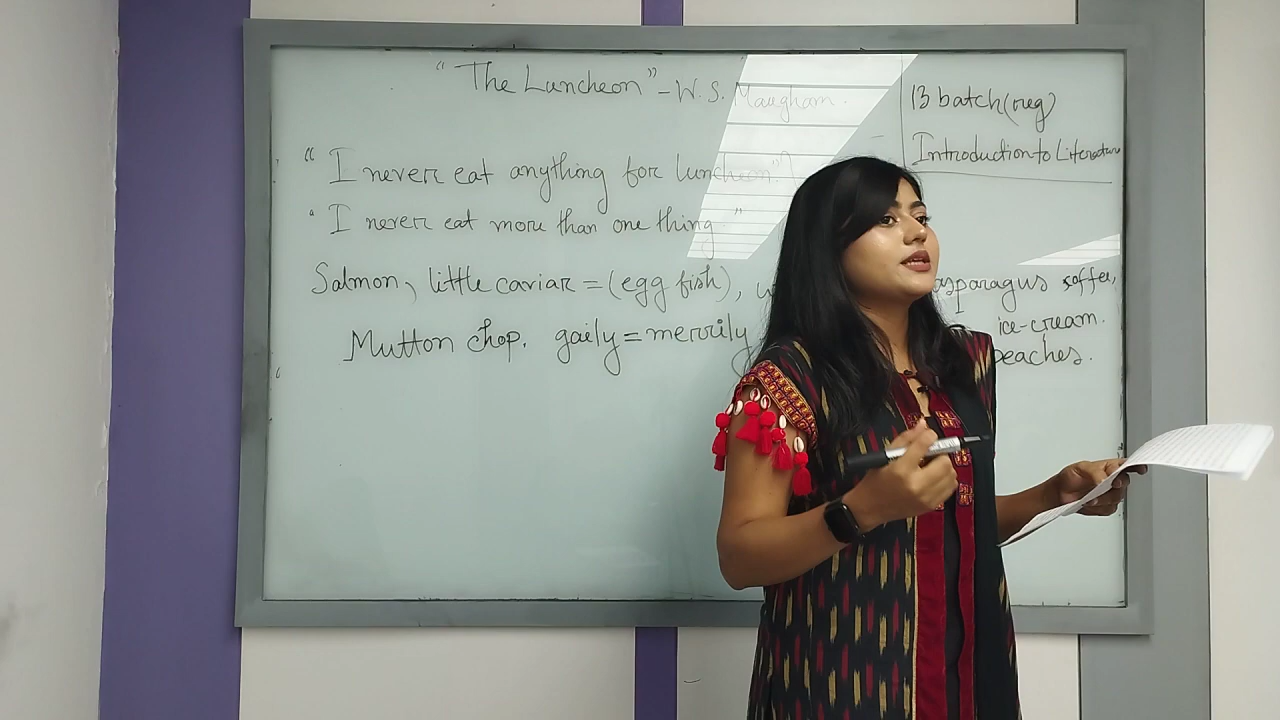 "The Luncheon" - W. S. Maugham.
13 batch (reg)
Introduction to Literature
" I never eat anything for luncheon."
" I never eat more than one thing."
Salmon, little caviar = (egg fish), asparagus coffee,
ice-cream.
Mutton chop. gaily = merrily peaches.